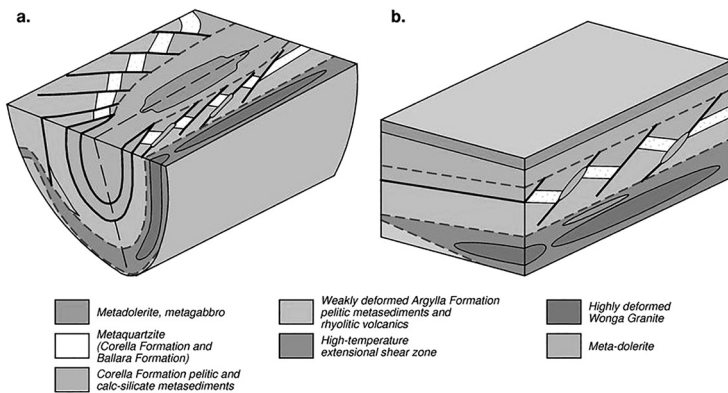 a.
b.
Metadolerite, metagabbro
Metaquartzite
(Corella Formation and
Ballara Formation)
Corella Formation pelitic and
calc-silicate metasediments
Weakly deformed Argylla Formation
pelitic metasediments and
rhyolitic volcanics
High-temperature
extensional shear zone
Highly deformed
Wonga Granite
Meta-dolerite